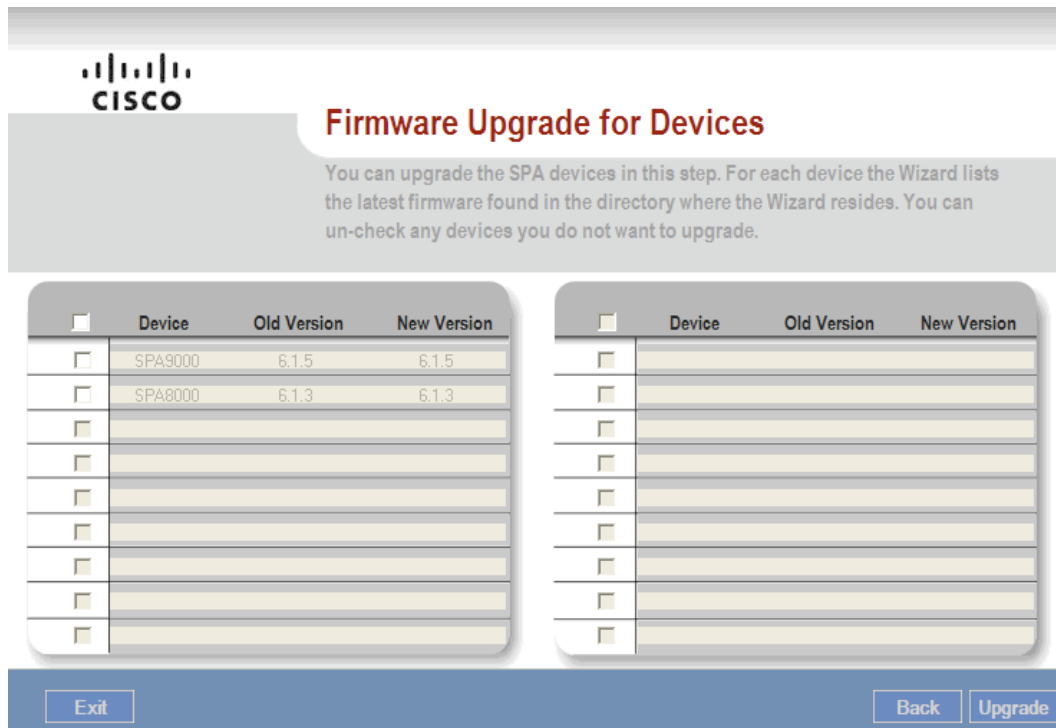 CISCO
Firmware Upgrade for Devices
You can upgrade the SPA devices in this step. For each device the Wizard lists
the latest firmware found in the directory where the Wizard resides. You can
un-check any devices you do not want to upgrade.
Device Old Version New Version
SPA9000 6.1.5 6.1.5
SPA8000 6.1.3 6.1.3
Device Old Version New Version
Exit Back Upgrade